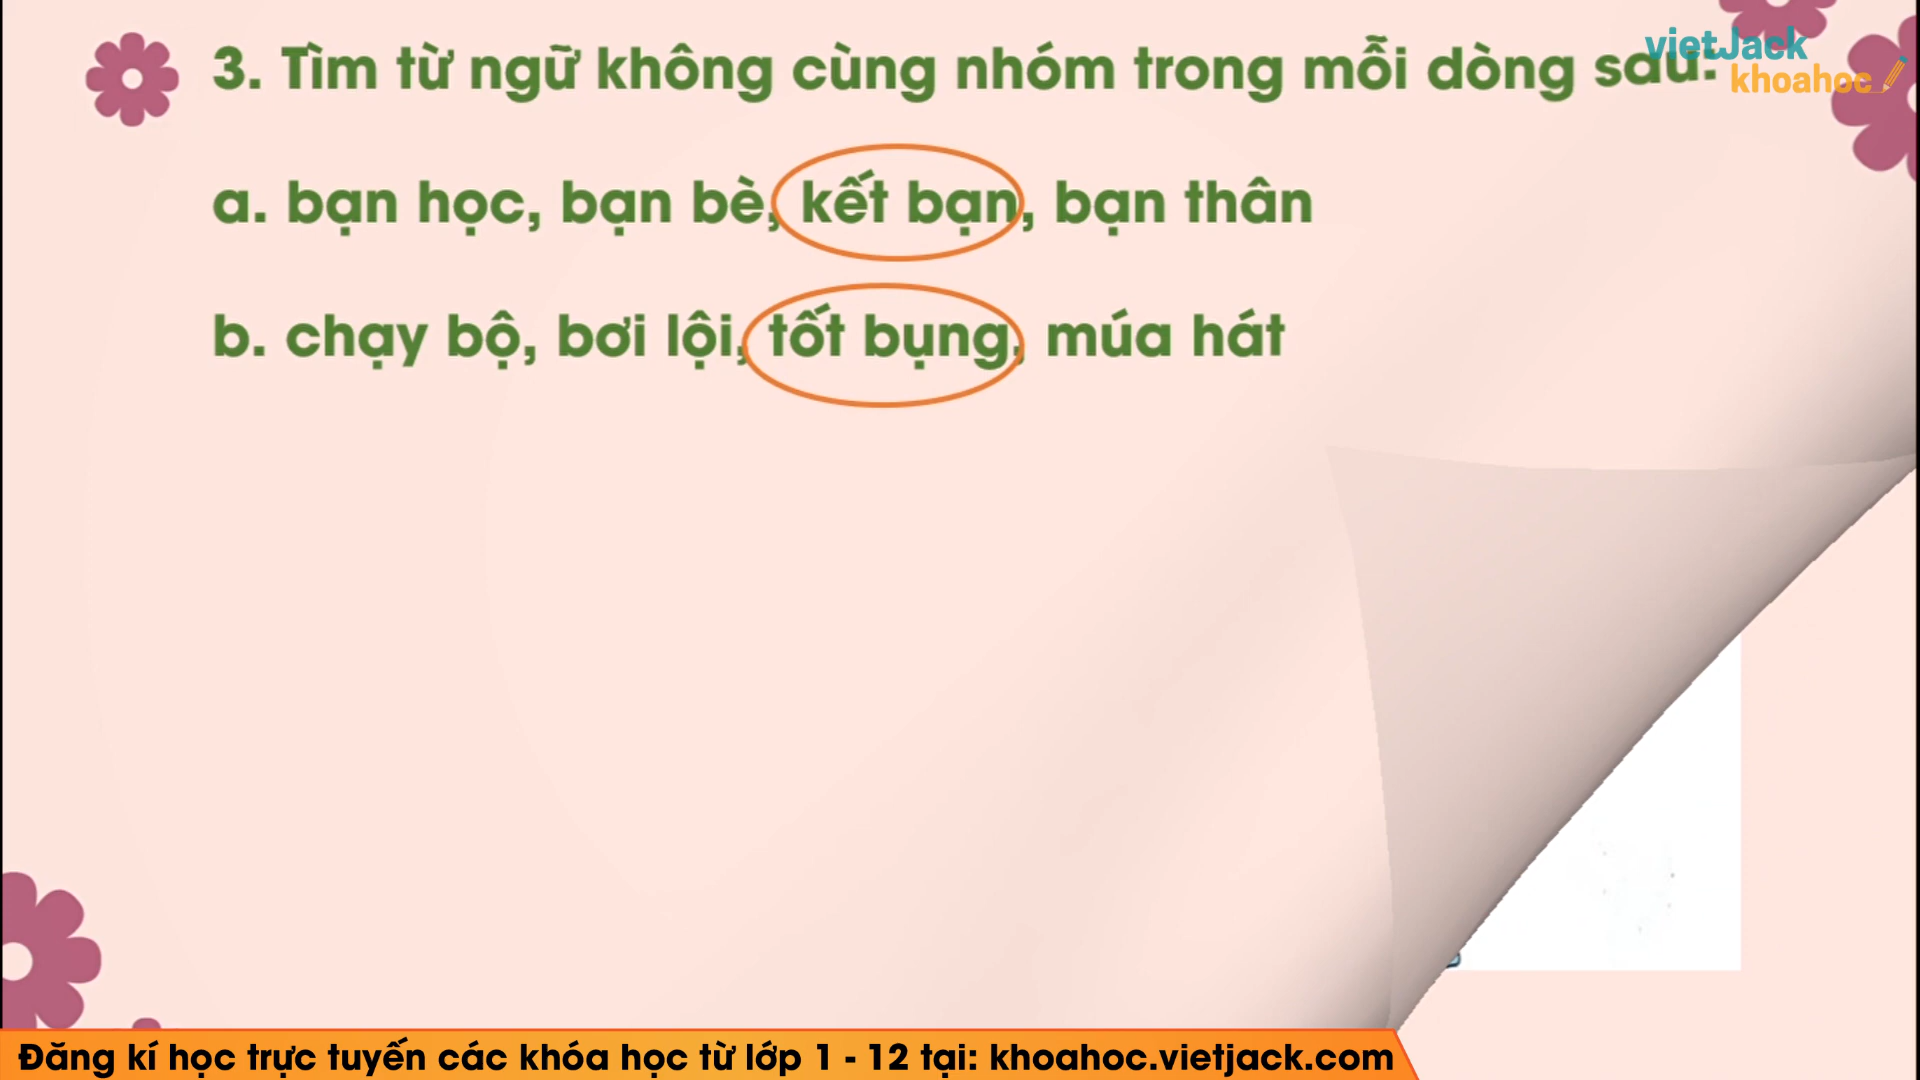 3. Tìm từ ngữ không cùng nhóm trong mỗi dòng sau:
vietJack
khoahoc
a. bạn học, bạn bè, kết bạn, bạn thân
b. chạy bộ, bơi lội, tốt bụng, múa hát
Đăng kí học trực tuyến các khóa học từ lớp 1 - 12 tại: khoahoc.vietjack.com